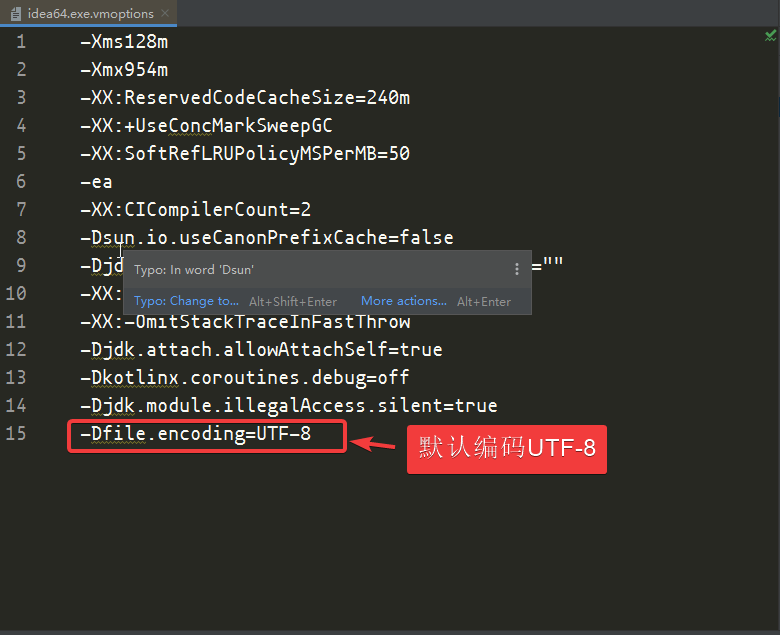 idea64.exe.vmoptions
1 -Xms128m
2 -Xmx954m
3 -XX:ReservedCodeCacheSize=240m
4 -XX:+UseConcMarkSweepGC
5 -XX:SoftRefLRUPolicyMSPerMB=50
6 -ea
7 -XX:CICompilerCount=2
8 -Dsun.io.useCanonPrefixCache=false
9 -Djd =""
Typo: In word 'Dsun'
Typo: Change to... Alt+Shift+Enter More actions... Alt+Enter
10 -XX:
11 -XX:-OmitStackTraceInFastThrow
12 -Djdk.attach.allowAttachSelf=true
13 -Dkotlinx.coroutines.debug=off
14 -Djdk.module.illegalAccess.silent=true
15 -Dfile.encoding=UTF-8
默认编码UTF-8